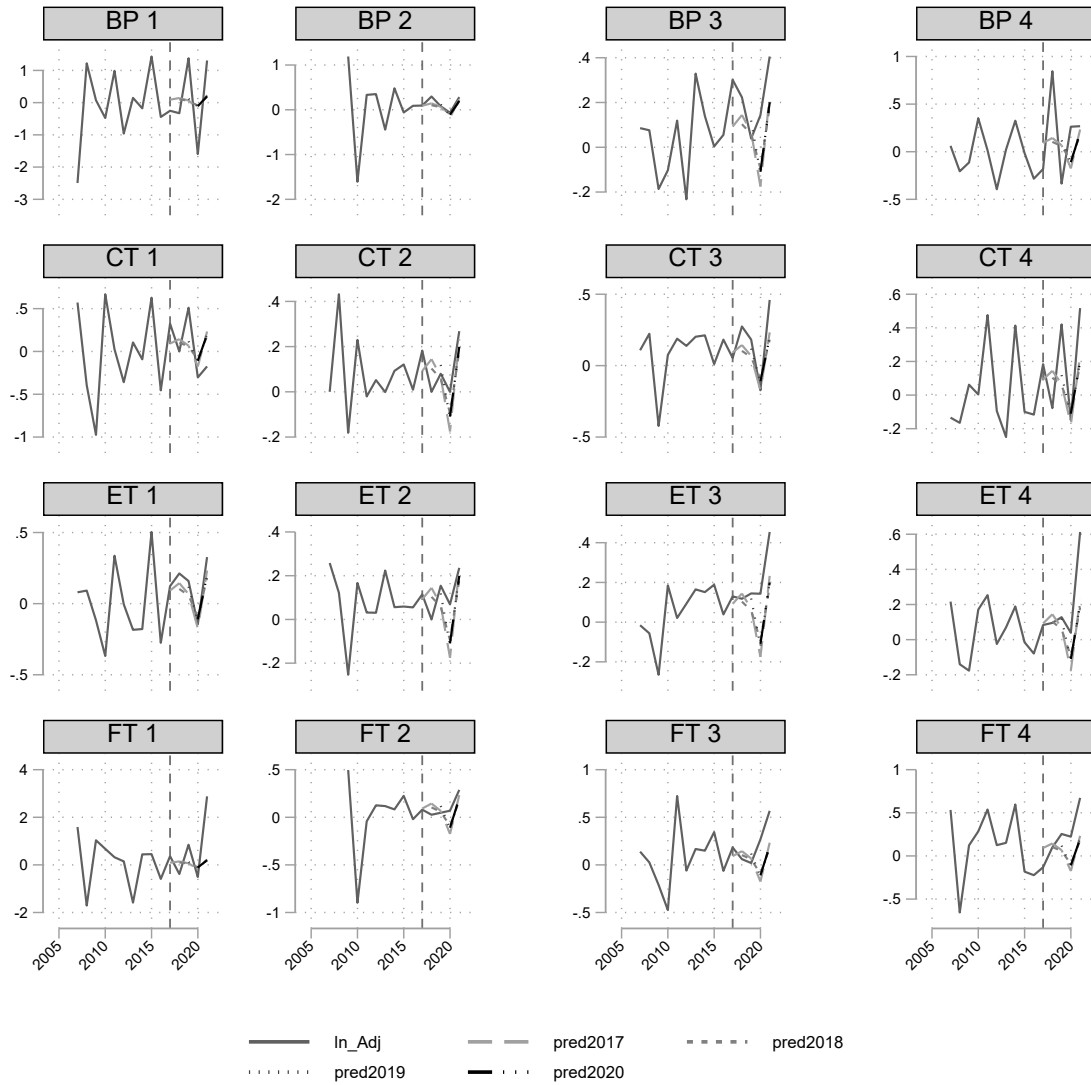 BP 1 BP 2 BP 3 BP 4
1 1 .4 1
0 0 .2 .5
-1 -1 0 0
-2 -2 -.2 -.5
-3
CT 1 CT 2 CT 3 CT 4
.5 .4 .5 .6
0 .2 0 .4
-.5 0 -.5 .2
-1 -.2 0
-.2
ET 1 ET 2 ET 3 ET 4
.5 .4 .4 .6
0 .2 .2 .4
-.5 0 0 .2
-.2 -.2 0
-.2
FT 1 FT 2 FT 3 FT 4
4 .5 1 1
2 0 .5 .5
0 -.5 0 0
-2 -1 -.5 -.5
2005 2010 2015 2020 2005 2010 2015 2020 2005 2010 2015 2020 2005 2010 2015 2020
ln_Adj pred2017 pred2018
pred2019 pred2020